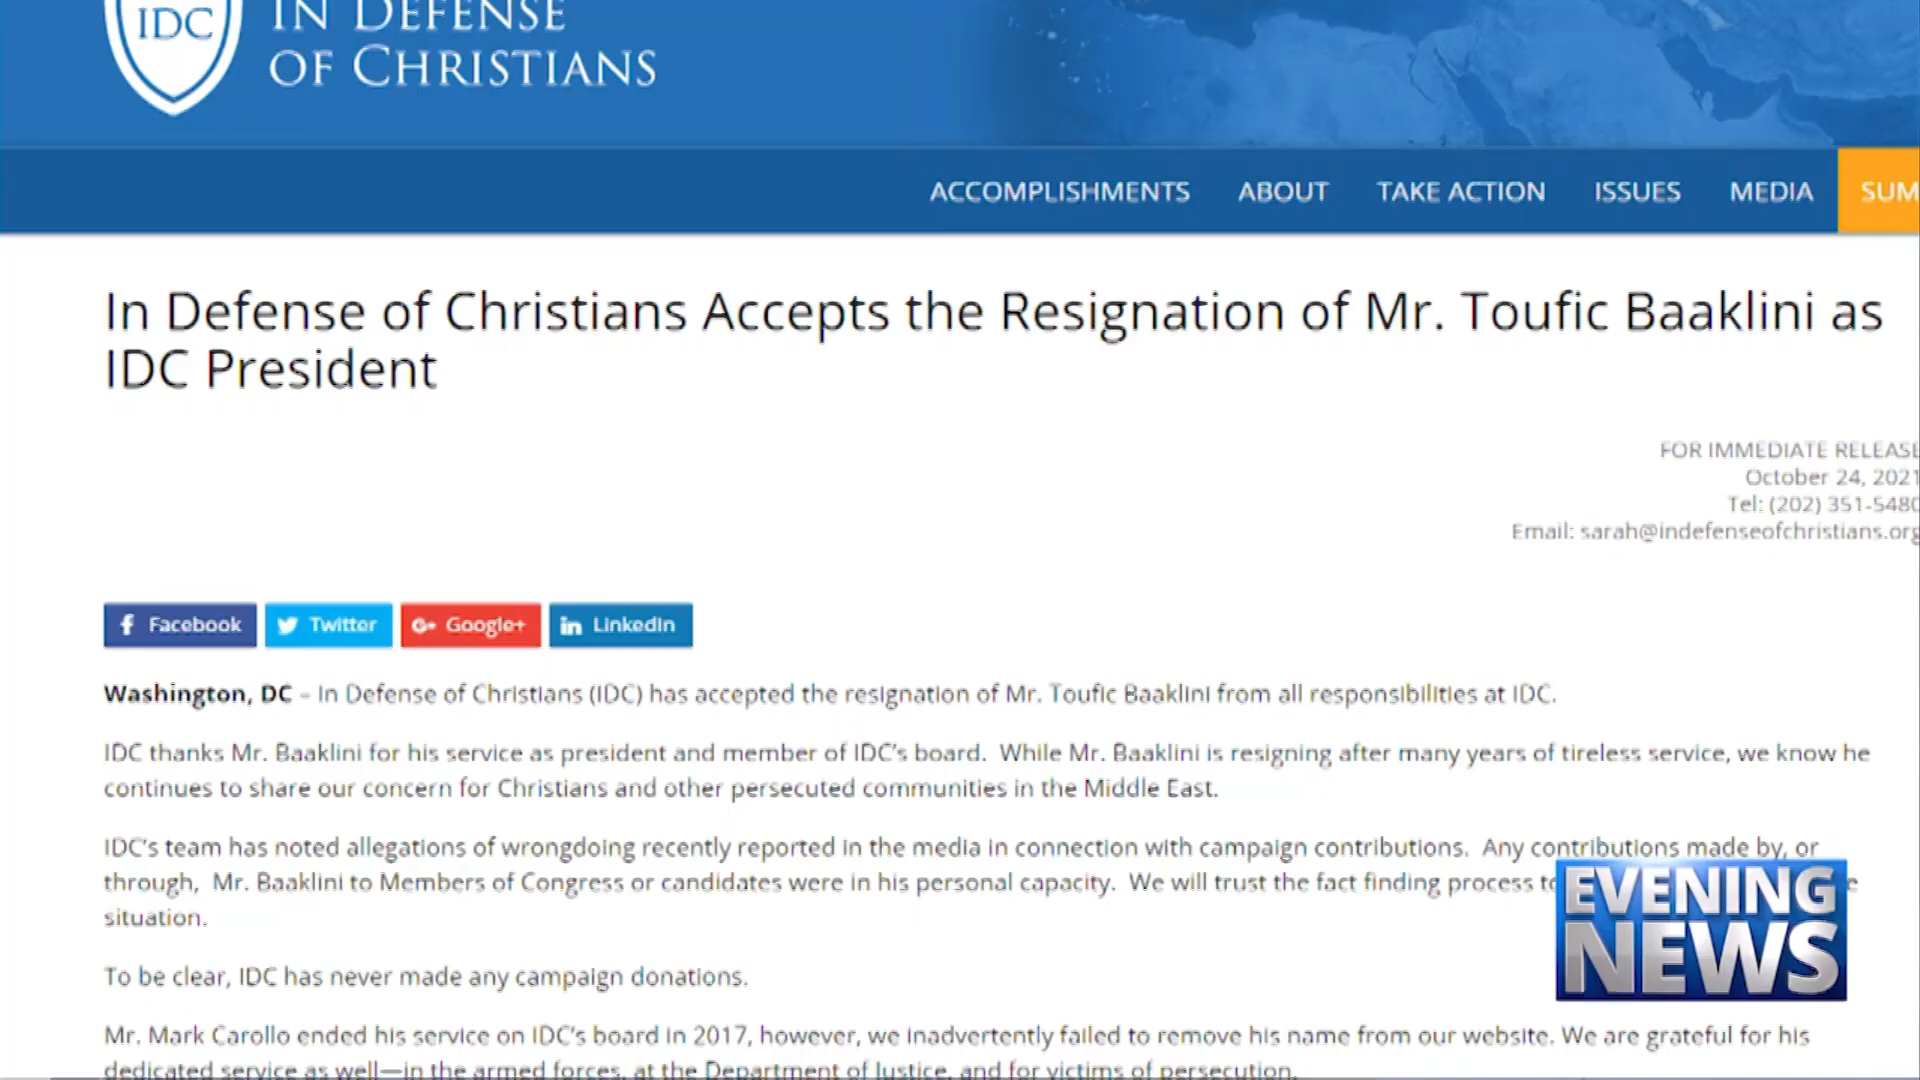 IDC
IN DEFENSE
OF CHRISTIANS
ACCOMPLISHMENTS ABOUT TAKE ACTION ISSUES MEDIA SUM
In Defense of Christians Accepts the Resignation of Mr. Toufic Baaklini as
IDC President
FOR IMMEDIATE RELEASE
October 24, 2021
Tel: (202) 351-5480
Email: sarah@indefenseofchristians.org
Facebook Twitter G+ Google+ in LinkedIn
Washington, DC – In Defense of Christians (IDC) has accepted the resignation of Mr. Toufic Baaklini from all responsibilities at IDC.
IDC thanks Mr. Baaklini for his service as president and member of IDC's board. While Mr. Baaklini is resigning after many years of tireless service, we know he
continues to share our concern for Christians and other persecuted communities in the Middle East.
IDC's team has noted allegations of wrongdoing recently reported in the media in connection with campaign contributions. Any contributions made by, or
through, Mr. Baaklini to Members of Congress or candidates were in his personal capacity. We will trust the fact finding process
situation.
EVENING
NEWS
To be clear, IDC has never made any campaign donations.
Mr. Mark Carollo ended his service on IDC's board in 2017, however, we inadvertently failed to remove his name from our website. We are grateful for his
dedicated service as well—in the armed forces, at the Department of Justice, and for victims of persecution.